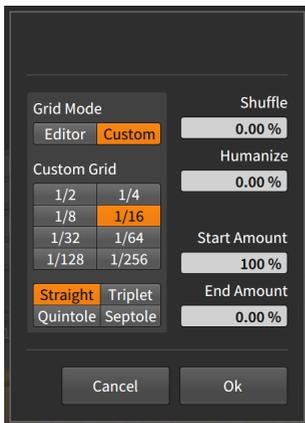 Grid Mode
Editor Custom
Custom Grid
1/2 1/4
1/8 1/16
1/32 1/64
1/128 1/256
Straight Triplet
Quintole Septole
Shuffle
0.00 %
Humanize
0.00 %
Start Amount
100 %
End Amount
0.00 %
Cancel Ok